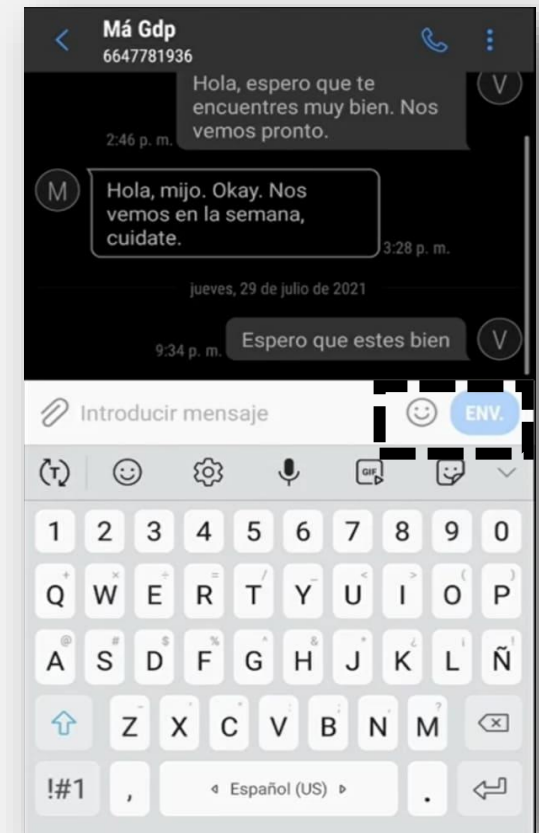 Má Gdp
6647781936
Hola, espero que te
encuentres muy bien. Nos
vemos pronto.
2:46 p. m.
V
M
Hola, mijo. Okay. Nos
vemos en la semana,
cuidate.
3:28 p. m.
jueves, 29 de julio de 2021
Espero que estes bien
9:34 p. m.
V
Introducir mensaje
ENV.
T
GIF
1 2 3 4 5 6 7 8 9 0
Q W E R T Y U I O P
A S D F G H J K L Ñ
Z X C V B N M
!#1 , Español (US) .